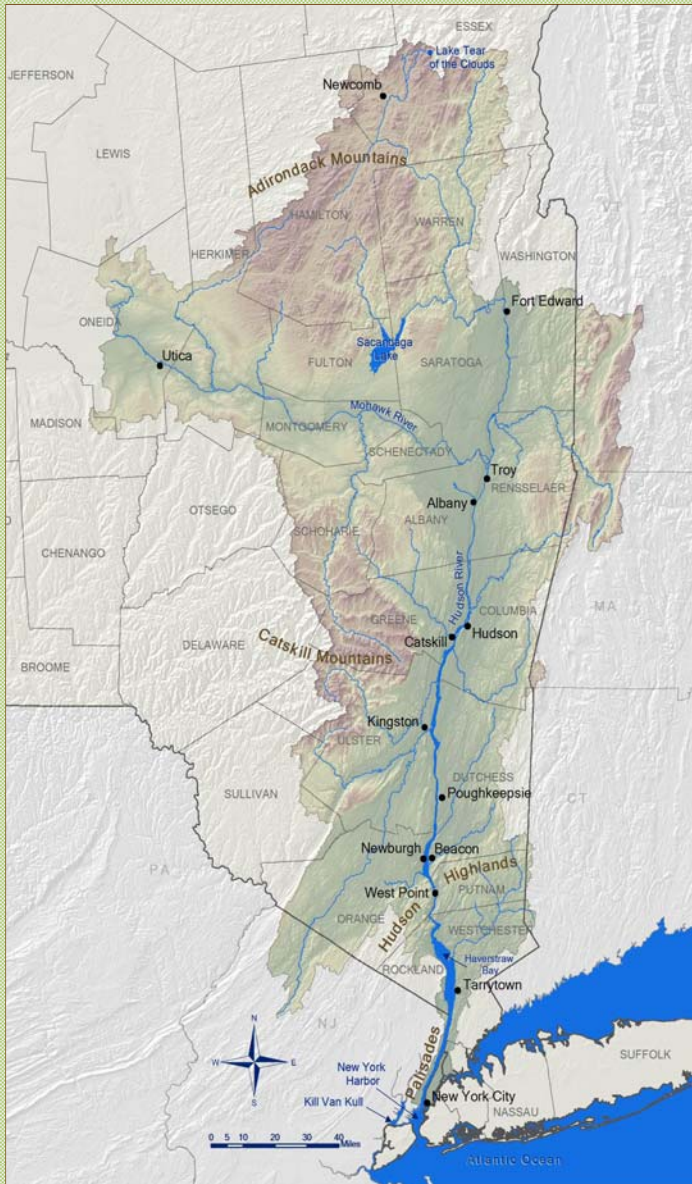 ESSEX
JEFFERSON
Lake Tear
of the Clouds
Newcomb
LEWIS
Adirondack Mountains
HAMILTON
VT
WARREN
HERKIMER
WASHINGTON
Fort Edward
ONEIDA
Sacandaga
Lake
Utica
FULTON
SARATOGA
MADISON
Mohawk River
MONTGOMERY
SCHENECTADY
Troy
RENSSELAER
Albany
OTSEGO
ALBANY
SCHOHARIE
CHENANGO
Hudson River
MA
COLUMBIA
GREENE
Hudson
Catskill
DELAWARE
Catskill Mountains
BROOME
Kingston
ULSTER
DUTCHESS
SULLIVAN
Poughkeepsie
CT
Newburgh
Beacon
PA
Hudson Highlands
West Point
PUTNAM
ORANGE
WESTCHESTER
Haverstraw
Bay
ROCKLAND
Tarrytown
NJ
N
W
E
S
Palisades
SUFFOLK
New York
Harbor
Kill Van Kull
New York City
NASSAU
0 5 10 20 30 40
Miles
Atlantic Ocean